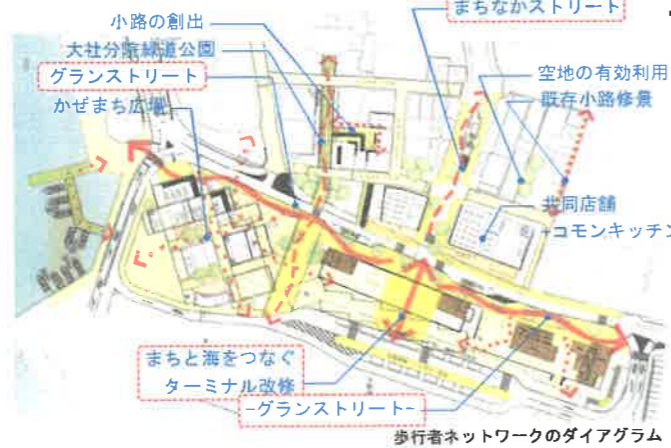 まちなかストリート
小路の創出
大社分院緑道公園
グランストリート
かぜまち広場
空地の有効利用
既存小路修景
共同店舗
+コモンキッチン
まちと海をつなぐ
ターミナル改修
-グランストリート-
歩行者ネットワークのダイアグラム